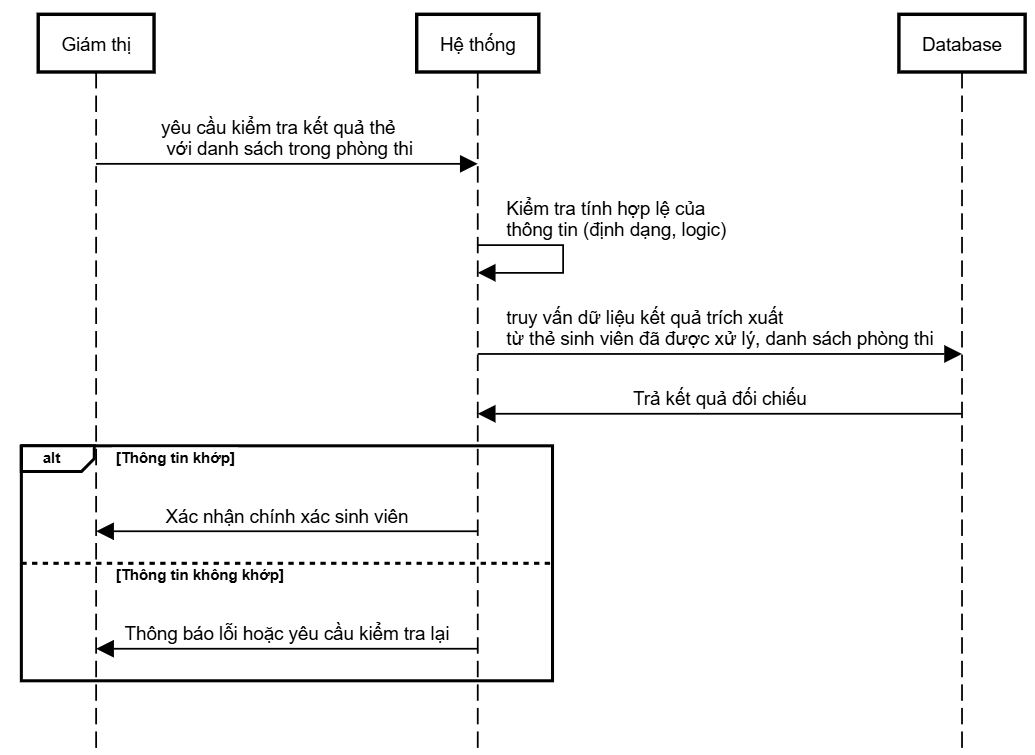 Giám thị
Hệ thống
Database
yêu cầu kiểm tra kết quả thẻ
với danh sách trong phòng thi
Kiểm tra tính hợp lệ của
thông tin (định dạng, logic)
truy vấn dữ liệu kết quả trích xuất
từ thẻ sinh viên đã được xử lý, danh sách phòng thi
Trả kết quả đối chiếu
alt
[Thông tin khớp]
Xác nhận chính xác sinh viên
[Thông tin không khớp]
Thông báo lỗi hoặc yêu cầu kiểm tra lại